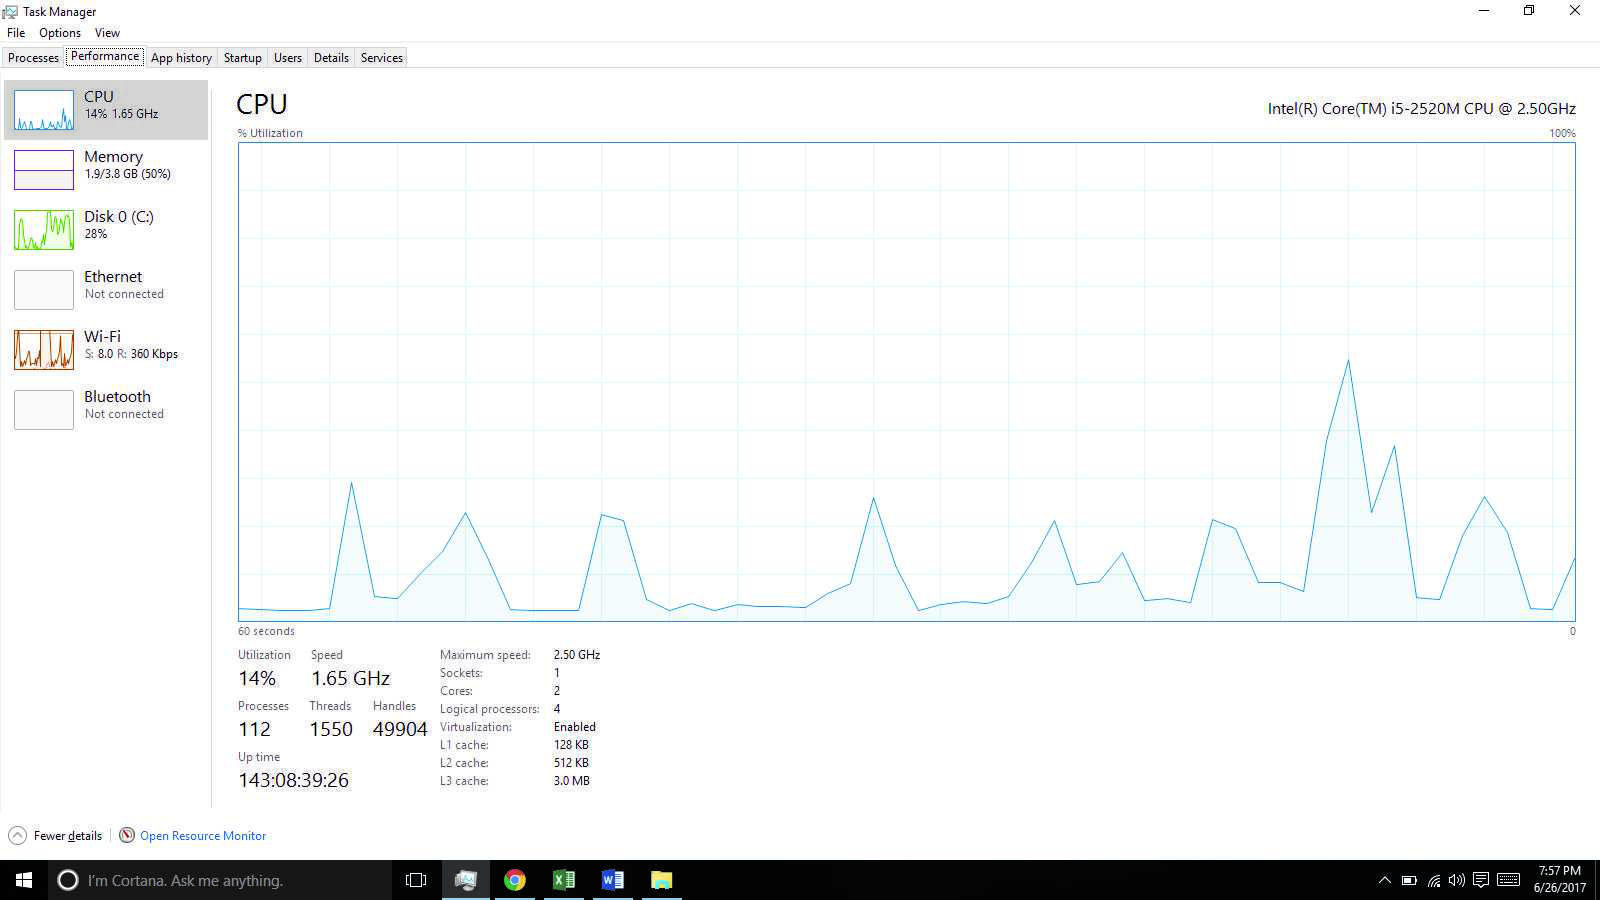 Task Manager
File Options View
Processes Performance App history Startup Users Details Services
CPU
14% 1.65 GHz
Memory
1.9/3.8 GB (50%)
Disk 0 (C:)
28%
Ethernet
Not connected
Wi-Fi
S: 8.0 R: 360 Kbps
Bluetooth
Not connected
CPU
Intel(R) Core(TM) i5-2520M CPU @ 2.50GHz
% Utilization 100%
60 seconds 0
Utilization Speed
14% 1.65 GHz
Processes Threads Handles
112 1550 49904
Up time
143:08:39:26
Maximum speed: 2.50 GHz
Sockets: 1
Cores: 2
Logical processors: 4
Virtualization: Enabled
L1 cache: 128 KB
L2 cache: 512 KB
L3 cache: 3.0 MB
Fewer details Open Resource Monitor
I'm Cortana. Ask me anything.
7:57 PM
6/26/2017